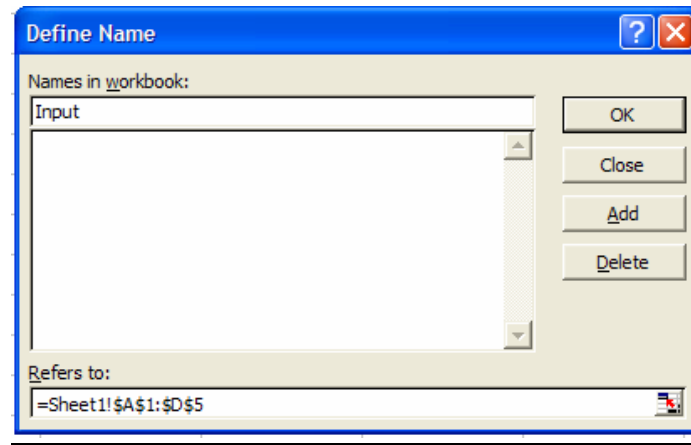 Define Name
Names in workbook:
Input
OK
Close
Add
Delete
Refers to:
=Sheet1!$A$1:$D$5